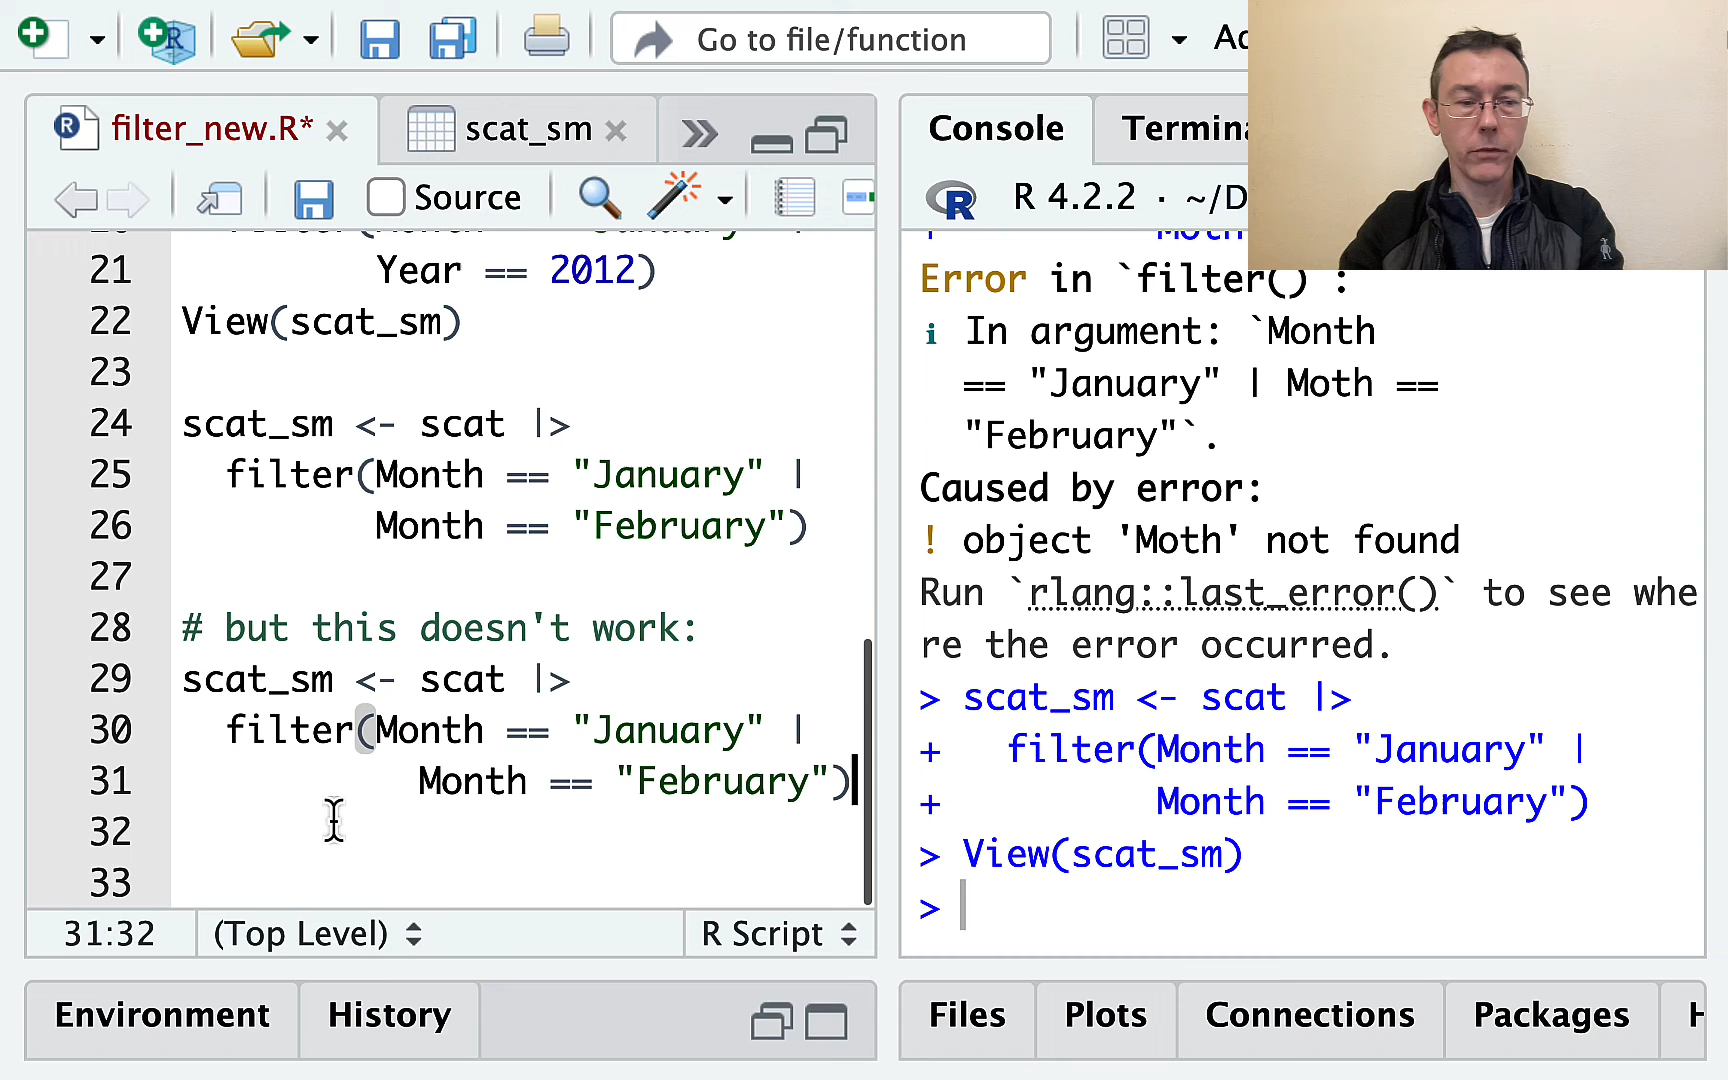 Go to file/function
Ad
filter_new.R*
scat_sm
Source
21 Year == 2012)
22 View(scat_sm)
23
24 scat_sm <- scat |>
25 filter(Month == "January" |
26 Month == "February")
27
28 # but this doesn't work:
29 scat_sm <- scat |>
30 filter(Month == "January" |
31 Month == "February")
32
33
31:32 (Top Level) R Script
Environment History
Console Termina
R 4.2.2 · ~/D
Error in `filter()`:
ℹ In argument: `Month
== "January" | Moth ==
"February"`.
Caused by error:
! object 'Moth' not found
Run `rlang::last_error()` to see whe
re the error occurred.
> scat_sm <- scat |>
+ filter(Month == "January" |
+ Month == "February")
> View(scat_sm)
>
Files Plots Connections Packages H